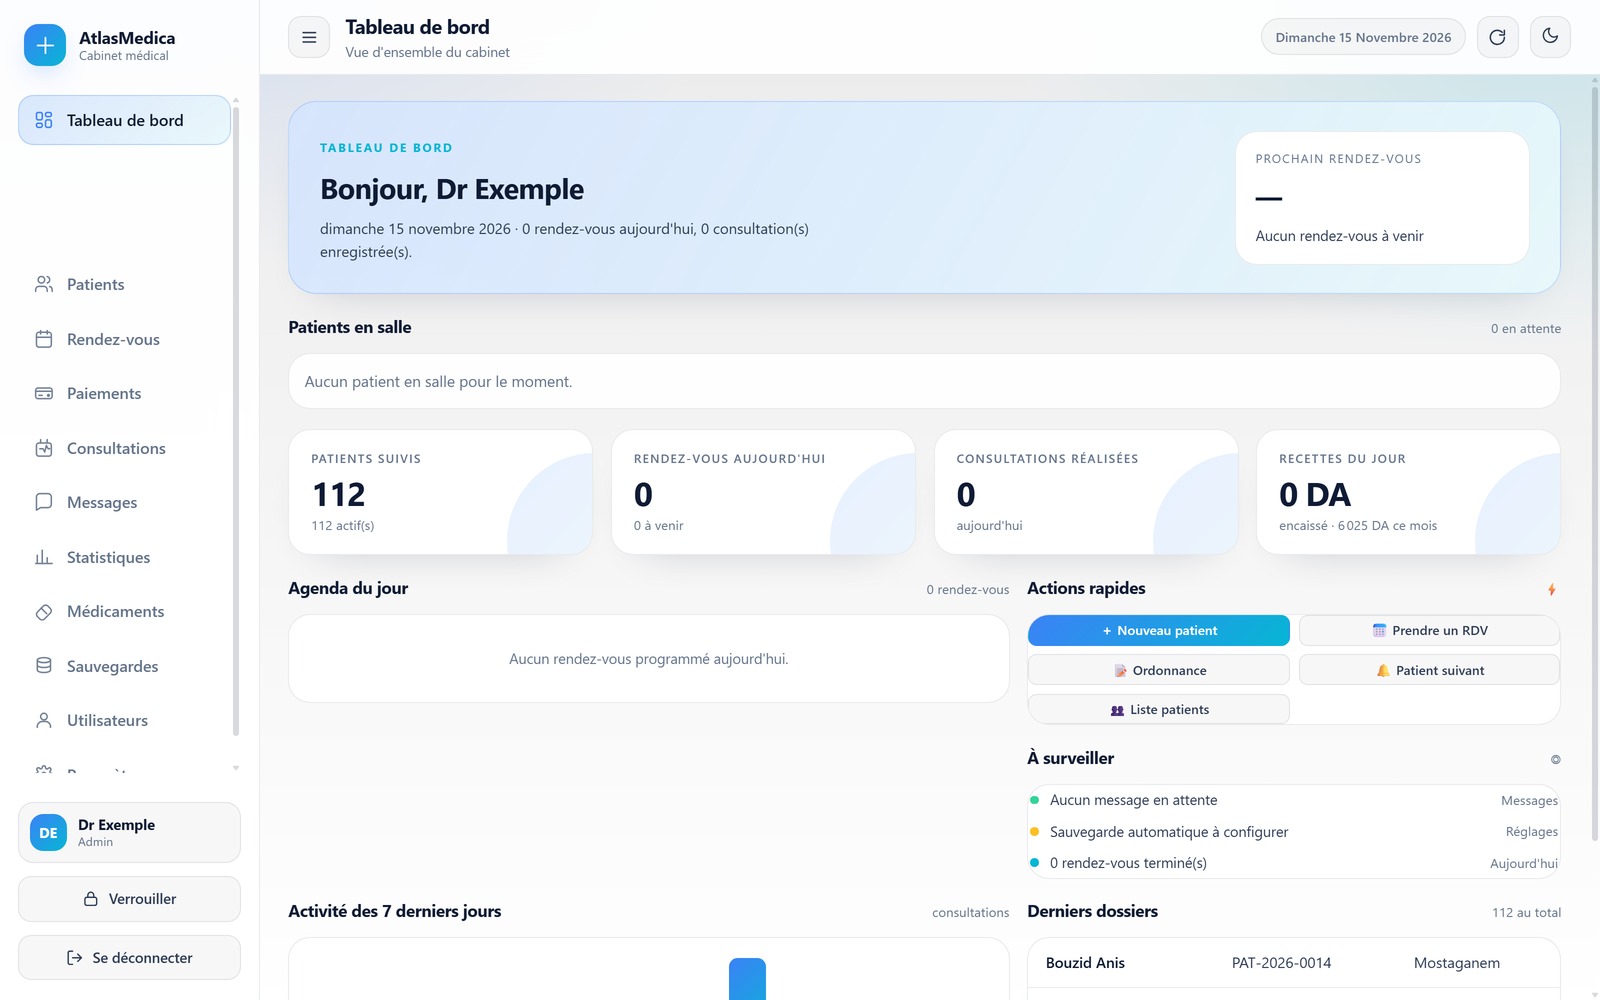 AtlasMedica
Cabinet médical
Tableau de bord
Patients
Rendez-vous
Paiements
Consultations
Messages
Statistiques
Médicaments
Sauvegardes
Utilisateurs
DE
Dr Exemple
Admin
Verrouiller
Se déconnecter
Tableau de bord
Vue d'ensemble du cabinet
Dimanche 15 Novembre 2026
TABLEAU DE BORD
Bonjour, Dr Exemple
dimanche 15 novembre 2026 · 0 rendez-vous aujourd'hui, 0 consultation(s)
enregistrée(s).
PROCHAIN RENDEZ-VOUS
—
Aucun rendez-vous à venir
Patients en salle
0 en attente
Aucun patient en salle pour le moment.
PATIENTS SUIVIS
112
112 actif(s)
RENDEZ-VOUS AUJOURD'HUI
0
0 à venir
CONSULTATIONS RÉALISÉES
0
aujourd'hui
RECETTES DU JOUR
0 DA
encaissé · 6 025 DA ce mois
Agenda du jour
0 rendez-vous
Aucun rendez-vous programmé aujourd'hui.
Actions rapides
+ Nouveau patient
Prendre un RDV
Ordonnance
Patient suivant
Liste patients
À surveiller
Aucun message en attente
Messages
Sauvegarde automatique à configurer
Réglages
0 rendez-vous terminé(s)
Aujourd'hui
Activité des 7 derniers jours
consultations
Derniers dossiers
112 au total
Bouzid Anis
PAT-2026-0014
Mostaganem